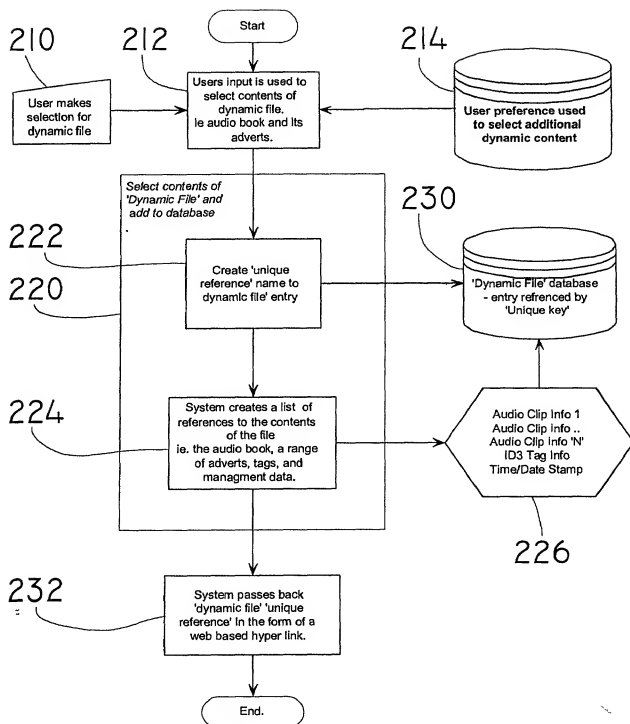 Start
210
212
214
User makes
selection for
dynamic file
Users input is used to
select contents of
dynamic file.
ie audio book and its
adverts.
User preference used
to select additional
dynamic content
Select contents of
'Dynamic File' and
add to database
222
220
230
Create 'unique
reference' name to
dynamic file' entry
'Dynamic File' database
- entry refrenced by
'Unique key'
224
System creates a list of
references to the contents
of the file
ie. the audio book, a range
of adverts, tags, and
managment data.
Audio Clip Info 1
Audio Clip Info ..
Audio Clip Info 'N'
ID3 Tag Info
Time/Date Stamp
226
232
System passes back
'dynamic file' 'unique
reference' In the form of a
web based hyper link.
End.